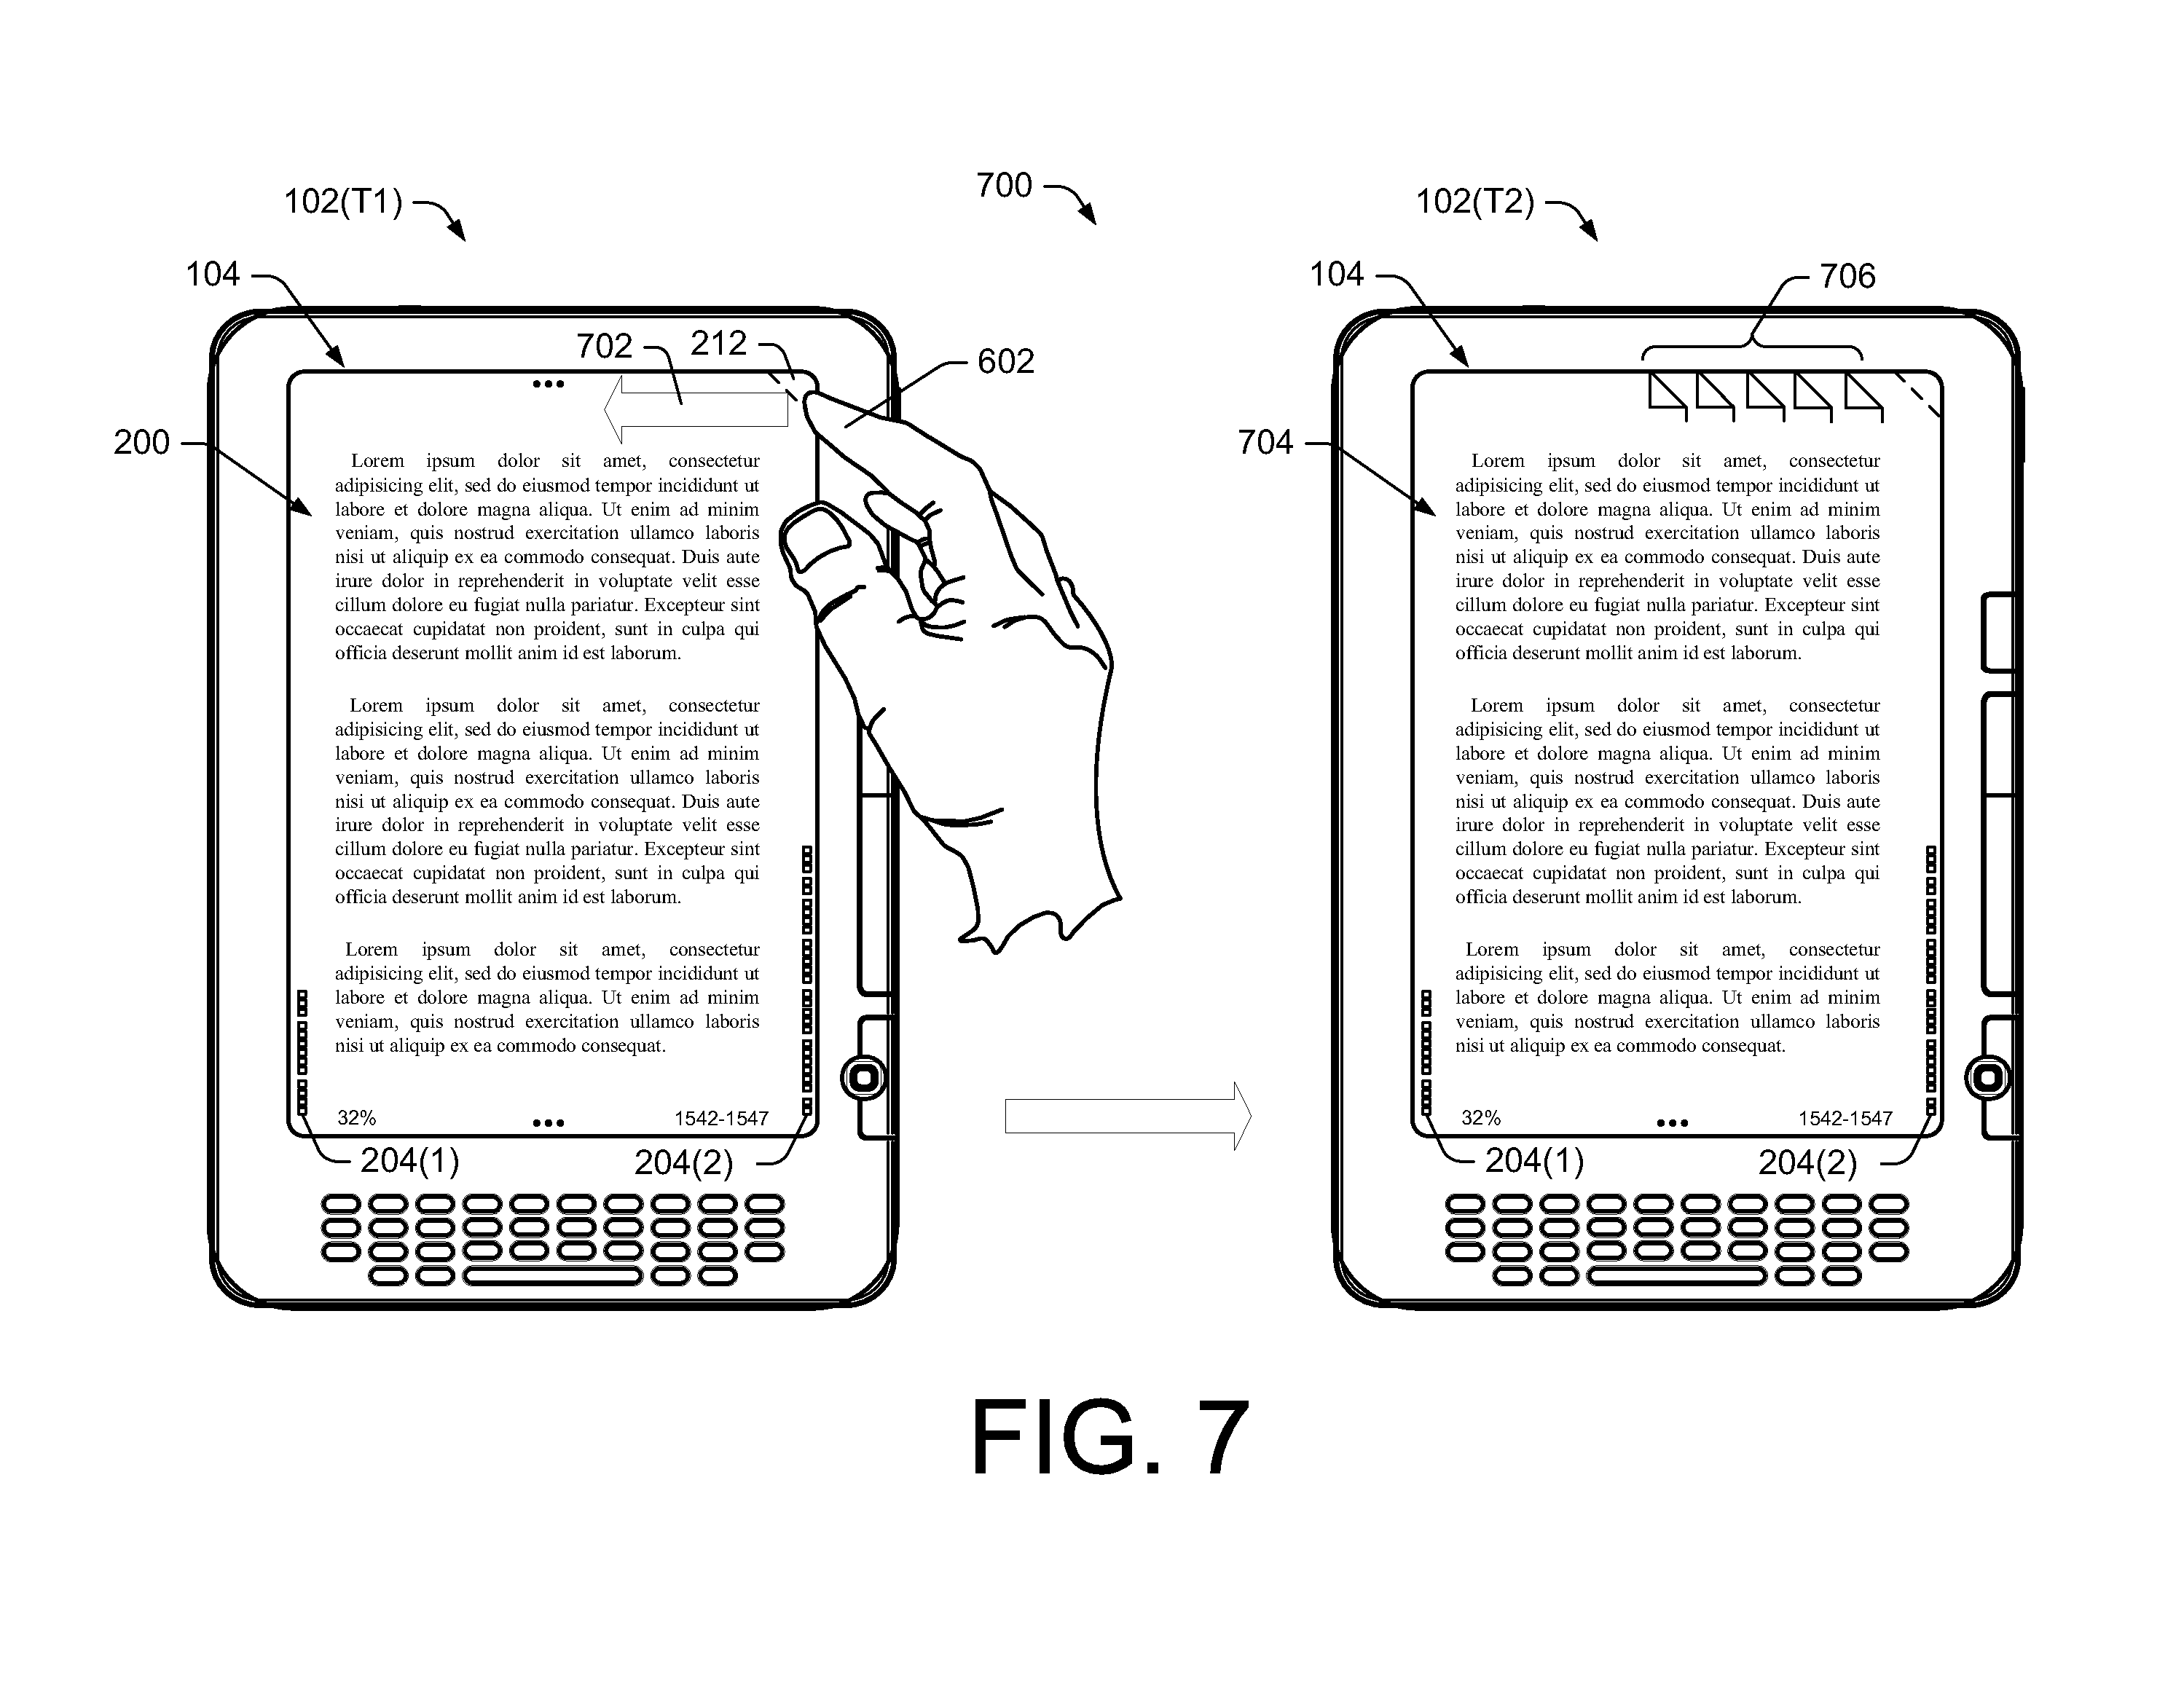 700
102(T1)
102(T2)
104
104
706
702
212
602
200
704
Lorem ipsum dolor sit amet, consectetur
adipisicing elit, sed do eiusmod tempor incididunt ut
labore et dolore magna aliqua. Ut enim ad minim
veniam, quis nostrud exercitation ullamco laboris
nisi ut aliquip ex ea commodo consequat. Duis aute
irure dolor in reprehenderit in voluptate velit esse
cillum dolore eu fugiat nulla pariatur. Excepteur sint
occaecat cupidatat non proident, sunt in culpa qui
officia deserunt mollit anim id est laborum.
Lorem ipsum dolor sit amet, consectetur
adipisicing elit, sed do eiusmod tempor incididunt ut
labore et dolore magna aliqua. Ut enim ad minim
veniam, quis nostrud exercitation ullamco laboris
nisi ut aliquip ex ea commodo consequat. Duis aute
irure dolor in reprehenderit in voluptate velit esse
cillum dolore eu fugiat nulla pariatur. Excepteur sint
occaecat cupidatat non proident, sunt in culpa qui
officia deserunt mollit anim id est laborum.
Lorem ipsum dolor sit amet, consectetur
adipisicing elit, sed do eiusmod tempor incididunt ut
labore et dolore magna aliqua. Ut enim ad minim
veniam, quis nostrud exercitation ullamco laboris
nisi ut aliquip ex ea commodo consequat.
32%
1542-1547
204(1)
204(2)
Lorem ipsum dolor sit amet, consectetur
adipisicing elit, sed do eiusmod tempor incididunt ut
labore et dolore magna aliqua. Ut enim ad minim
veniam, quis nostrud exercitation ullamco laboris
nisi ut aliquip ex ea commodo consequat. Duis aute
irure dolor in reprehenderit in voluptate velit esse
cillum dolore eu fugiat nulla pariatur. Excepteur sint
occaecat cupidatat non proident, sunt in culpa qui
officia deserunt mollit anim id est laborum.
Lorem ipsum dolor sit amet, consectetur
adipisicing elit, sed do eiusmod tempor incididunt ut
labore et dolore magna aliqua. Ut enim ad minim
veniam, quis nostrud exercitation ullamco laboris
nisi ut aliquip ex ea commodo consequat. Duis aute
irure dolor in reprehenderit in voluptate velit esse
cillum dolore eu fugiat nulla pariatur. Excepteur sint
occaecat cupidatat non proident, sunt in culpa qui
officia deserunt mollit anim id est laborum.
Lorem ipsum dolor sit amet, consectetur
adipisicing elit, sed do eiusmod tempor incididunt ut
labore et dolore magna aliqua. Ut enim ad minim
veniam, quis nostrud exercitation ullamco laboris
nisi ut aliquip ex ea commodo consequat.
32%
1542-1547
204(1)
204(2)
FIG. 7